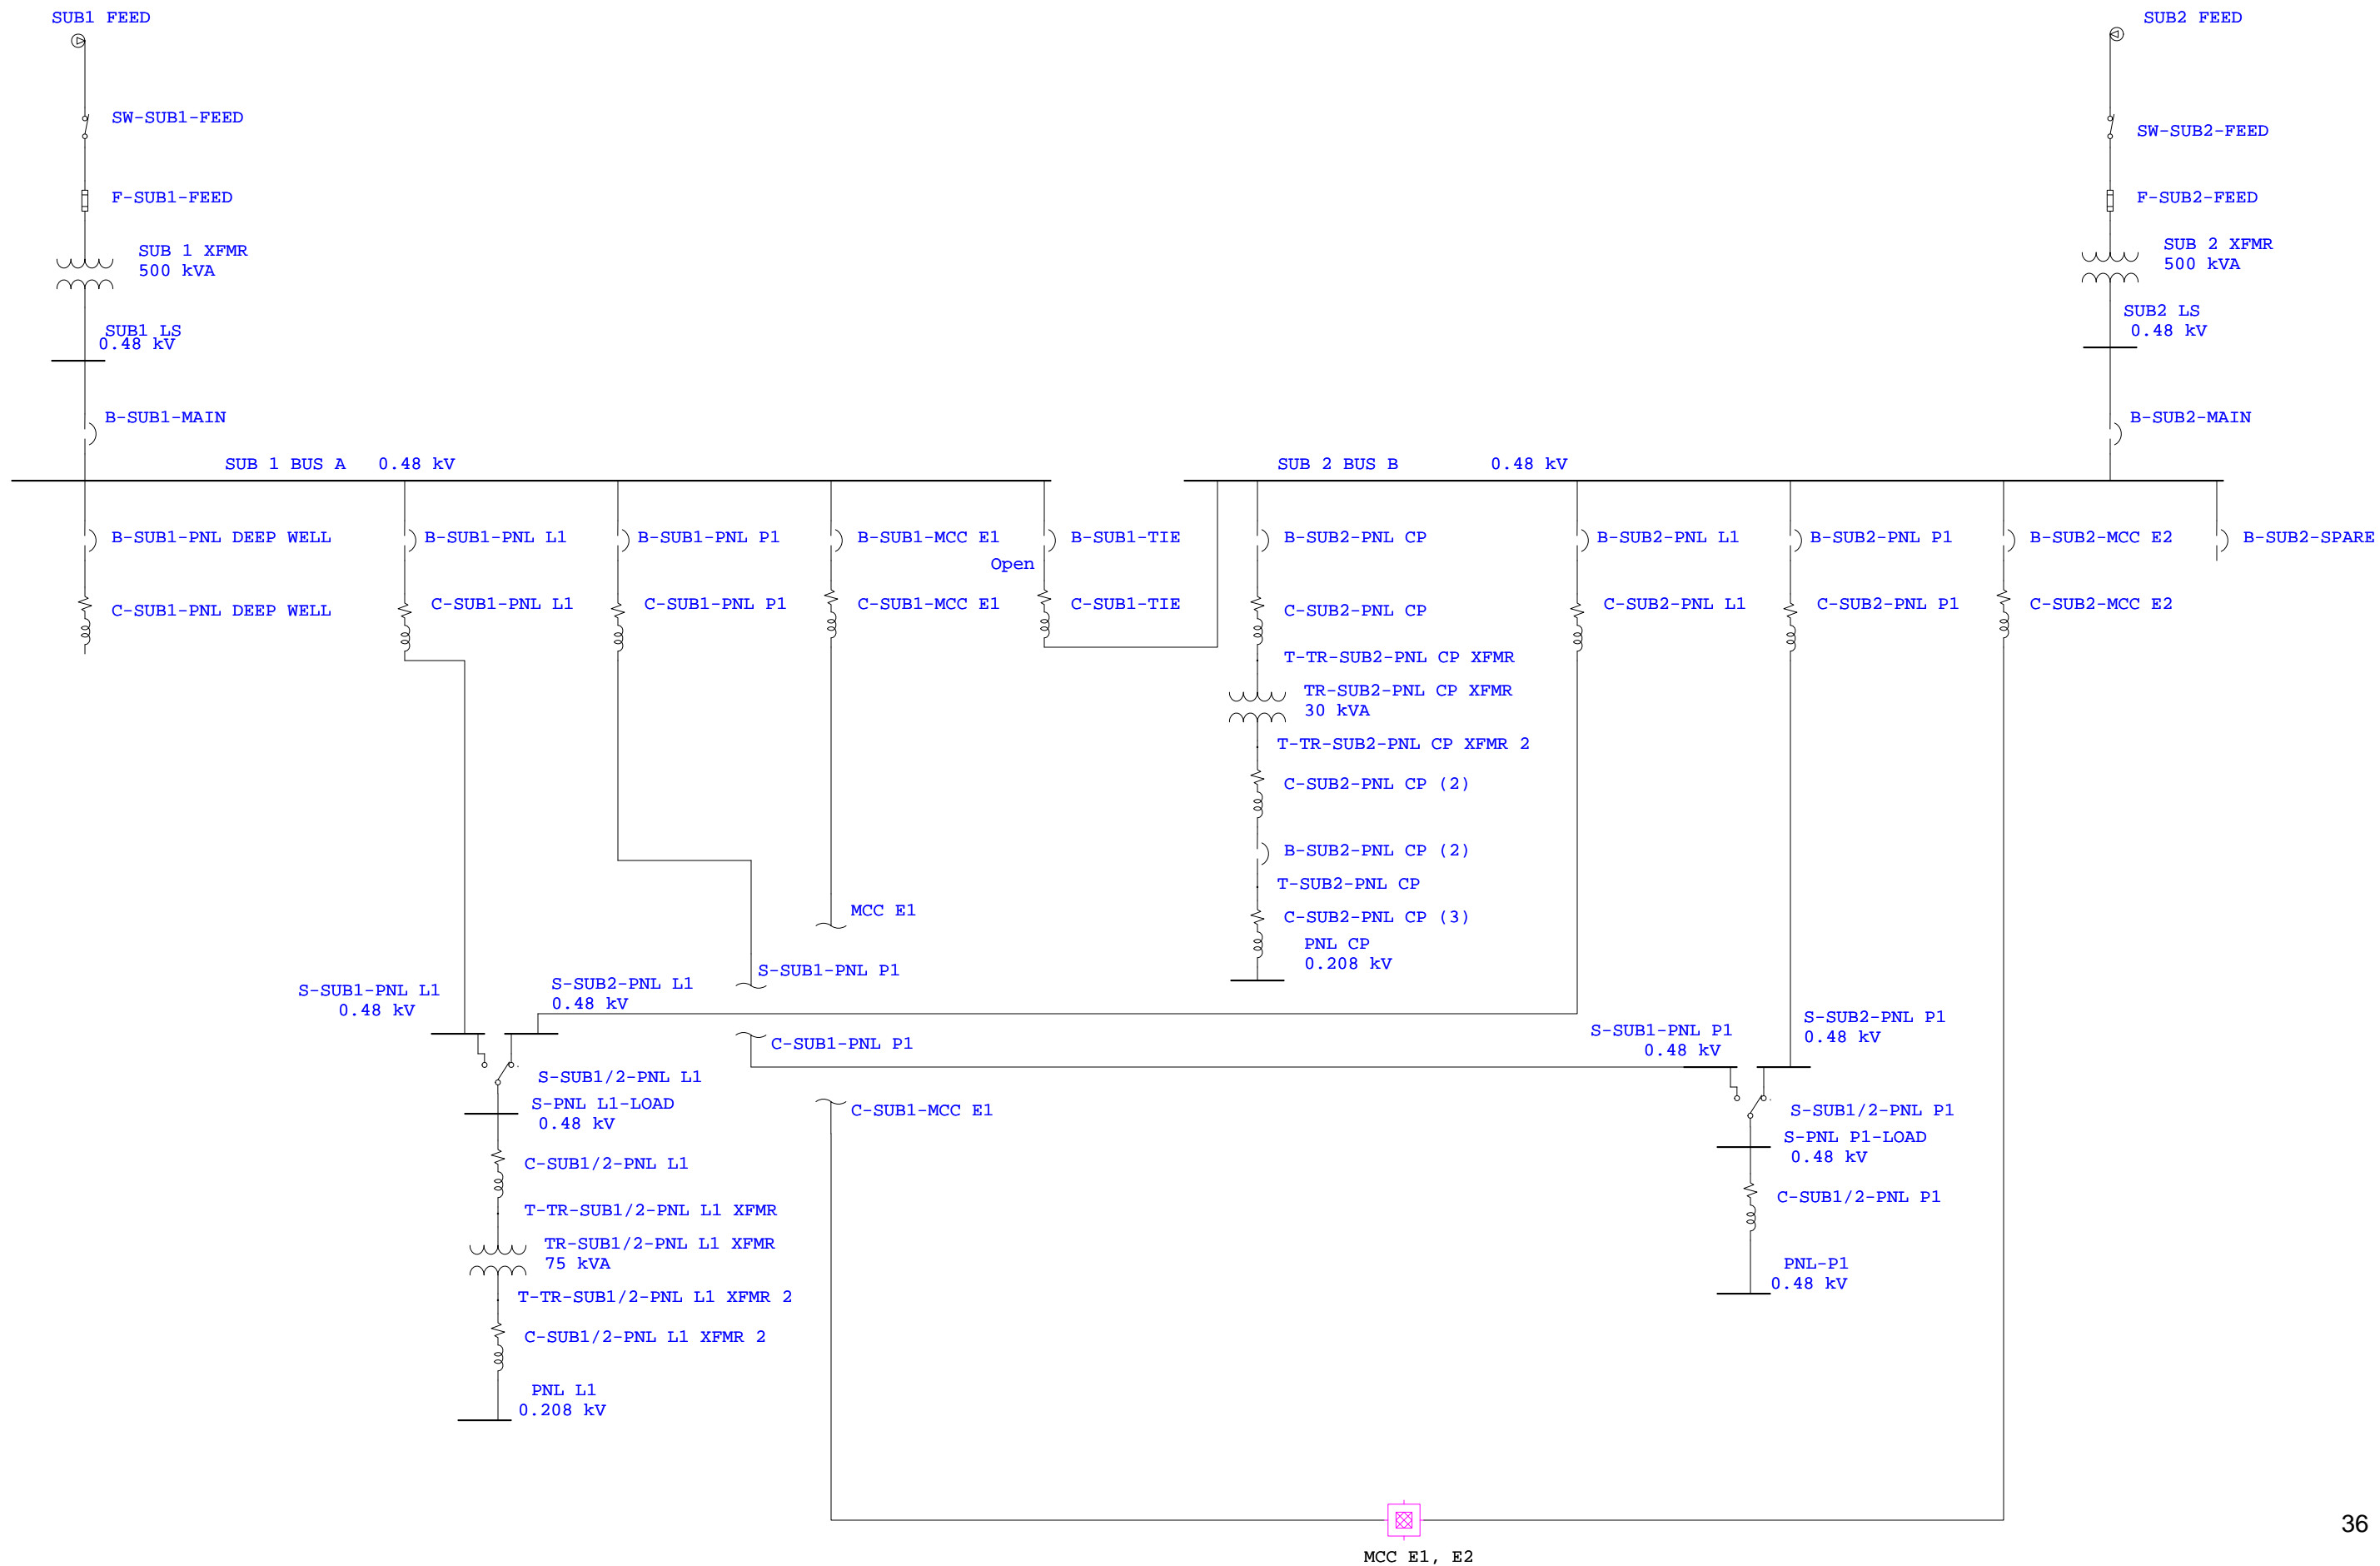 SUB1 FEED
SUB2 FEED
SW-SUB1-FEED
SW-SUB2-FEED
F-SUB1-FEED
F-SUB2-FEED
SUB 1 XFMR
500 kVA
SUB 2 XFMR
500 kVA
SUB1 LS
0.48 kV
SUB2 LS
0.48 kV
B-SUB1-MAIN
B-SUB2-MAIN
SUB 1 BUS A 0.48 kV
SUB 2 BUS B 0.48 kV
B-SUB1-PNL DEEP WELL
B-SUB1-PNL L1
B-SUB1-PNL P1
B-SUB1-MCC E1
B-SUB1-TIE
Open
B-SUB2-PNL CP
B-SUB2-PNL L1
B-SUB2-PNL P1
B-SUB2-MCC E2
B-SUB2-SPARE
C-SUB1-PNL DEEP WELL
C-SUB1-PNL L1
C-SUB1-PNL P1
C-SUB1-MCC E1
C-SUB1-TIE
C-SUB2-PNL CP
C-SUB2-PNL L1
C-SUB2-PNL P1
C-SUB2-MCC E2
T-TR-SUB2-PNL CP XFMR
TR-SUB2-PNL CP XFMR
30 kVA
T-TR-SUB2-PNL CP XFMR 2
C-SUB2-PNL CP (2)
B-SUB2-PNL CP (2)
T-SUB2-PNL CP
C-SUB2-PNL CP (3)
PNL CP
0.208 kV
MCC E1
S-SUB1-PNL P1
S-SUB1-PNL L1
0.48 kV
S-SUB2-PNL L1
0.48 kV
C-SUB1-PNL P1
S-SUB1-PNL P1
0.48 kV
S-SUB2-PNL P1
0.48 kV
S-SUB1/2-PNL L1
S-PNL L1-LOAD
0.48 kV
C-SUB1-MCC E1
S-SUB1/2-PNL P1
S-PNL P1-LOAD
0.48 kV
C-SUB1/2-PNL L1
C-SUB1/2-PNL P1
T-TR-SUB1/2-PNL L1 XFMR
TR-SUB1/2-PNL L1 XFMR
75 kVA
PNL-P1
0.48 kV
T-TR-SUB1/2-PNL L1 XFMR 2
C-SUB1/2-PNL L1 XFMR 2
PNL L1
0.208 kV
MCC E1, E2
36